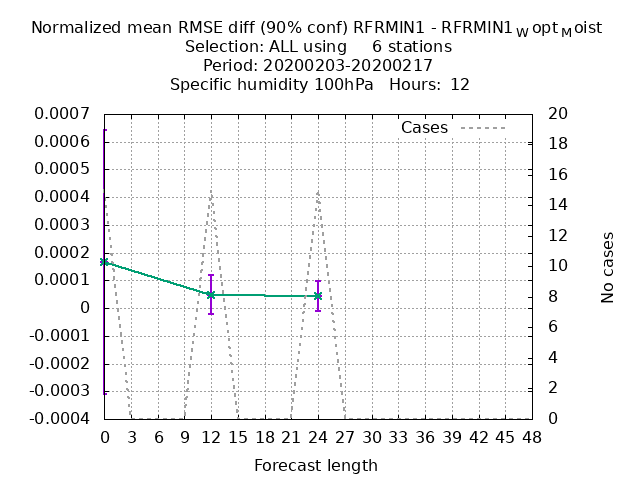 Normalized mean RMSE diff (90% conf) RFRMIN1 - RFRMIN1WoptMoist
Selection: ALL using 6 stations
Period: 20200203-20200217
Specific humidity 100hPa Hours: 12
Cases
0.0007
0.0006
0.0005
0.0004
0.0003
0.0002
0.0001
0
-0.0001
-0.0002
-0.0003
-0.0004
20
18
16
14
12
10
8
6
4
2
0
No cases
0 3 6 9 12 15 18 21 24 27 30 33 36 39 42 45 48
Forecast length